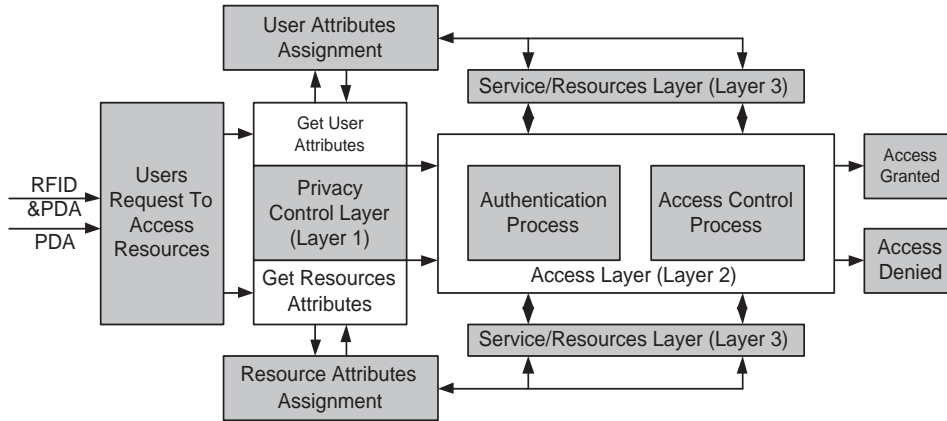 User Attributes
Assignment
Service/Resources Layer (Layer 3)
Get User
Attributes
RFID
&PDA
PDA
Users
Request To
Access
Resources
Privacy
Control Layer
(Layer 1)
Authentication
Process
Access Control
Process
Access
Granted
Access
Denied
Access Layer (Layer 2)
Get Resources
Attributes
Service/Resources Layer (Layer 3)
Resource Attributes
Assignment